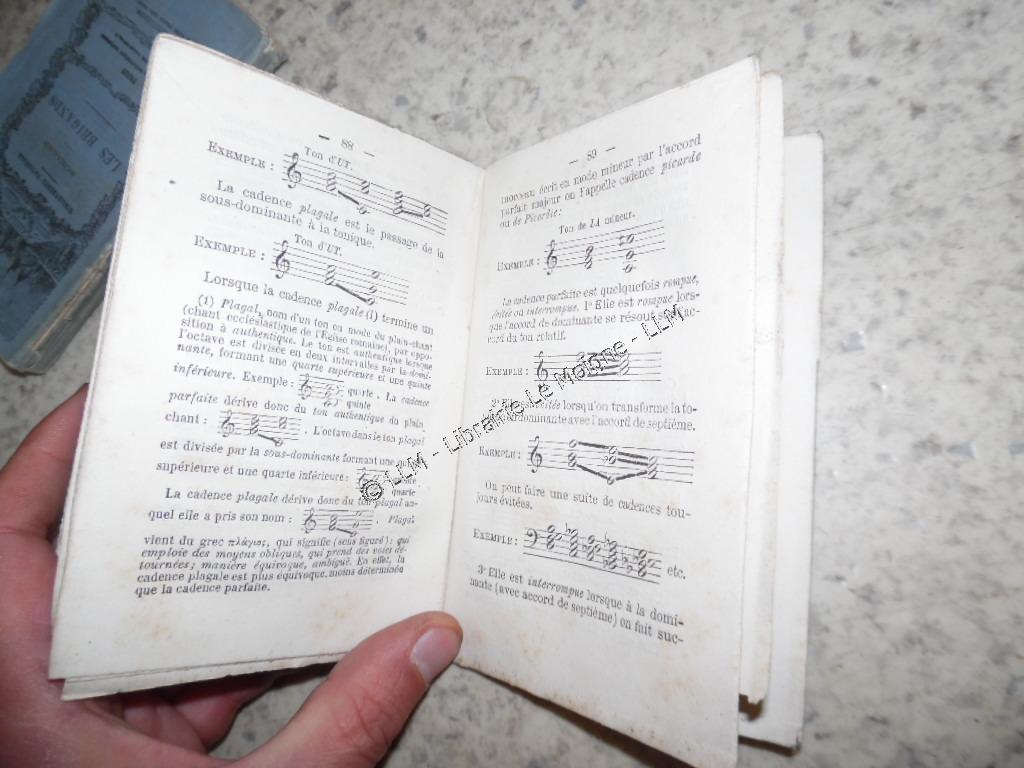 LES BRIGANDS
— 88 —
Ton d'UT.
EXEMPLE :
La cadence plagale est le passage de la
sous-dominante à la tonique.
Ton d'UT.
EXEMPLE :
Lorsque la cadence plagale (1) termine un
(1) Plagal, nom d'un ton ou mode du plain-chant
(chant ecclésiastique de l'Église romaine), par oppo-
sition à authentique. Le ton est authentique lorsque
l'octave est divisée en deux intervalles par la domi-
nante, formant une quarte supérieure et une quinte
inférieure. Exemple : quarte . La cadence
quinte
parfaite dérive donc du ton authentique du plain
chant : . L'octave dans le ton plagal
est divisée par la sous-dominante formant une
supérieure et une quarte inférieure :
quarte
La cadence plagale dérive donc du ton plagal au-
quel elle a pris son nom : . Plagal
vient du grec πλάγιος, qui signifie (sens figuré) : qui
emploie des moyens obliques, qui prend des voies dé-
tournées; manière équivoque, ambiguë. En effet, la
cadence plagale est plus équivoque, moins déterminée
que la cadence parfaite.
— 89 —
morceau écrit en mode mineur par l'accord
parfait majeur on l'appelle cadence picarde
ou de Picardie :
Ton de LA mineur.
EXEMPLE :
La cadence parfaite est quelquefois rompue,
évitée ou interrompue. 1° Elle est rompue lors-
que l'accord de dominante se résout sur l'ac-
cord du ton relatif.
EXEMPLE :
2° Elle est évitée lorsqu'on transforme la to-
dominante avec l'accord de septième.
EXEMPLE :
On peut faire une suite de cadences tou-
jours évitées.
EXEMPLE : etc.
3° Elle est interrompue lorsque à la domi-
nante (avec accord de septième) on fait suc-
© LLM - Librairie Le Moigne - LLM